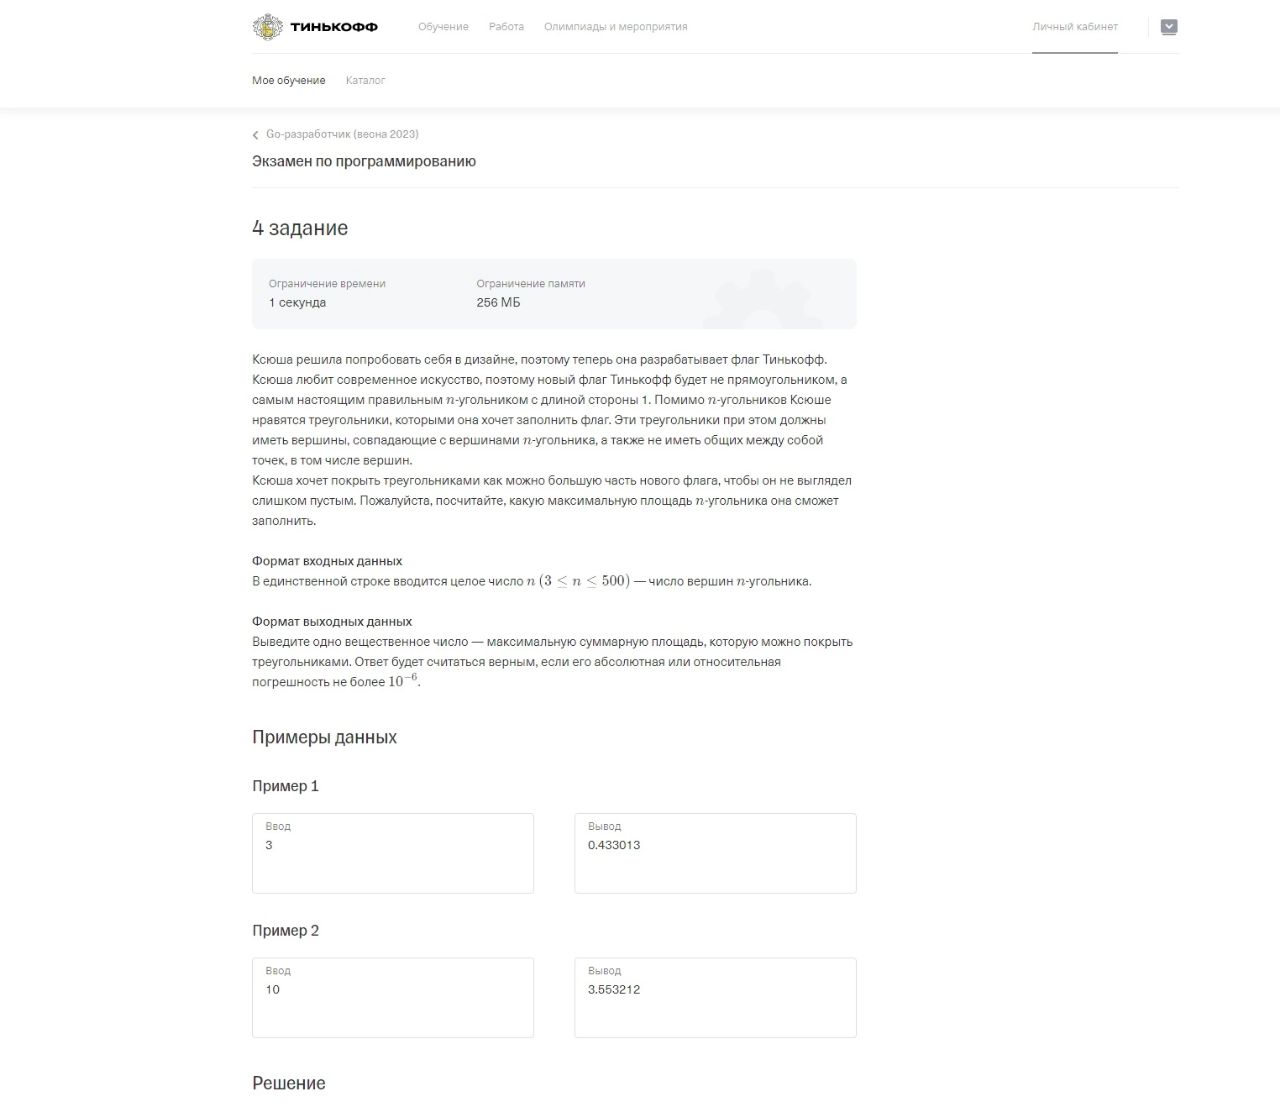 ТИНЬКОФФ Обучение Работа Олимпиады и мероприятия Личный кабинет
Мое обучение Каталог
Go-разработчик (весна 2023)
Экзамен по программированию
4 задание
Ограничение времени Ограничение памяти
1 секунда 256 МБ
Ксюша решила попробовать себя в дизайне, поэтому теперь она разрабатывает флаг Тинькофф.
Ксюша любит современное искусство, поэтому новый флаг Тинькофф будет не прямоугольником, а
самым настоящим правильным n-угольником с длиной стороны 1. Помимо n-угольников Ксюше
нравятся треугольники, которыми она хочет заполнить флаг. Эти треугольники при этом должны
иметь вершины, совпадающие с вершинами n-угольника, а также не иметь общих между собой
точек, в том числе вершин.
Ксюша хочет покрыть треугольниками как можно большую часть нового флага, чтобы он не выглядел
слишком пустым. Пожалуйста, посчитайте, какую максимальную площадь n-угольника она сможет
заполнить.
Формат входных данных
В единственной строке вводится целое число n (3 ≤ n ≤ 500) — число вершин n-угольника.
Формат выходных данных
Выведите одно вещественное число — максимальную суммарную площадь, которую можно покрыть
треугольниками. Ответ будет считаться верным, если его абсолютная или относительная
погрешность не более 10⁻⁶.
Примеры данных
Пример 1
Ввод Вывод
3 0.433013
Пример 2
Ввод Вывод
10 3.553212
Решение